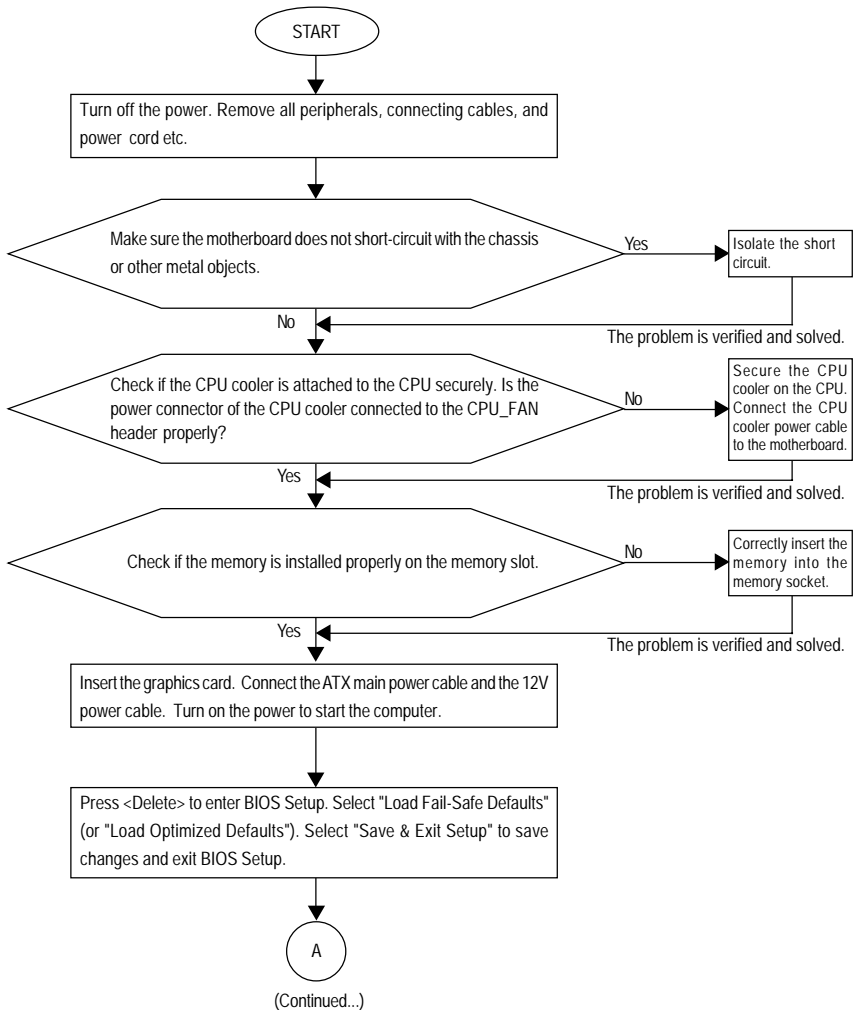 START
Turn off the power. Remove all peripherals, connecting cables, and
power cord etc.
Make sure the motherboard does not short-circuit with the chassis
or other metal objects.
Yes
Isolate the short
circuit.
No
The problem is verified and solved.
Check if the CPU cooler is attached to the CPU securely. Is the
power connector of the CPU cooler connected to the CPU_FAN
header properly?
No
Secure the CPU
cooler on the CPU.
Connect the CPU
cooler power cable
to the motherboard.
Yes
The problem is verified and solved.
Check if the memory is installed properly on the memory slot.
No
Correctly insert the
memory into the
memory socket.
Yes
The problem is verified and solved.
Insert the graphics card. Connect the ATX main power cable and the 12V
power cable. Turn on the power to start the computer.
Press <Delete> to enter BIOS Setup. Select "Load Fail-Safe Defaults"
(or "Load Optimized Defaults"). Select "Save & Exit Setup" to save
changes and exit BIOS Setup.
A
(Continued...)